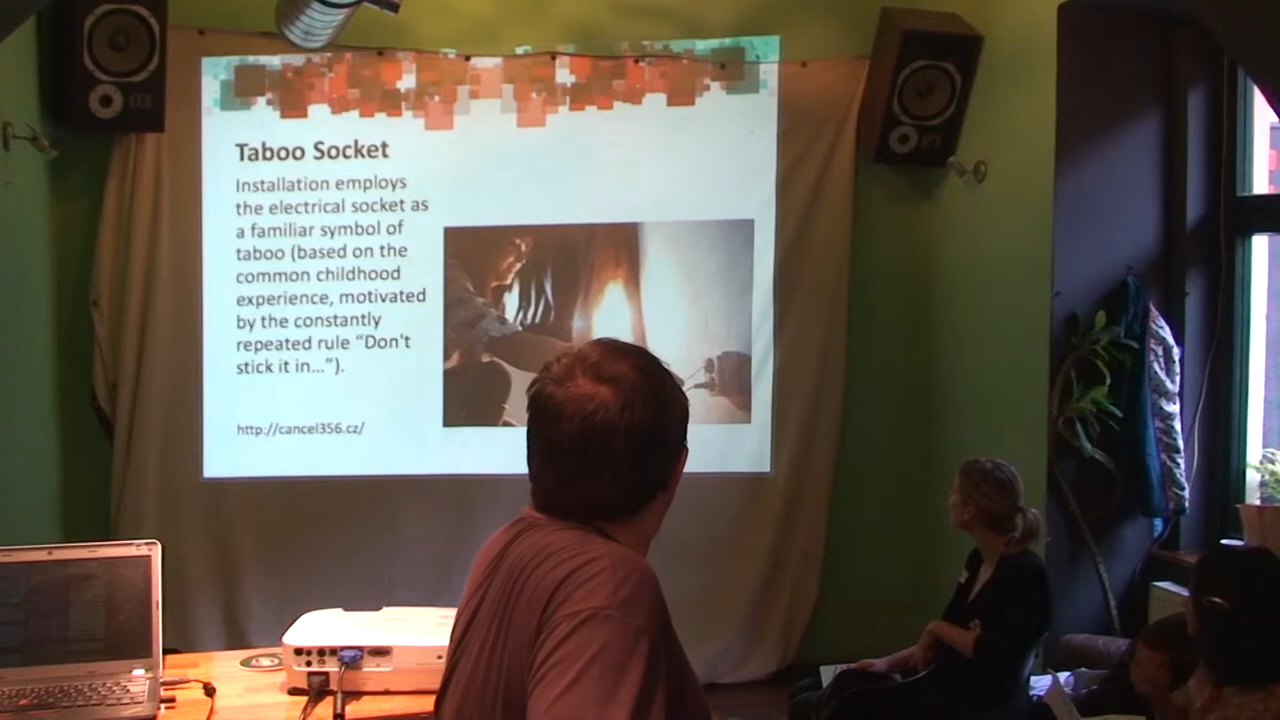 Taboo Socket
Installation employs
the electrical socket as
a familiar symbol of
taboo (based on the
common childhood
experience, motivated
by the constantly
repeated rule “Don't
stick it in...”).
http://cancel356.cz/